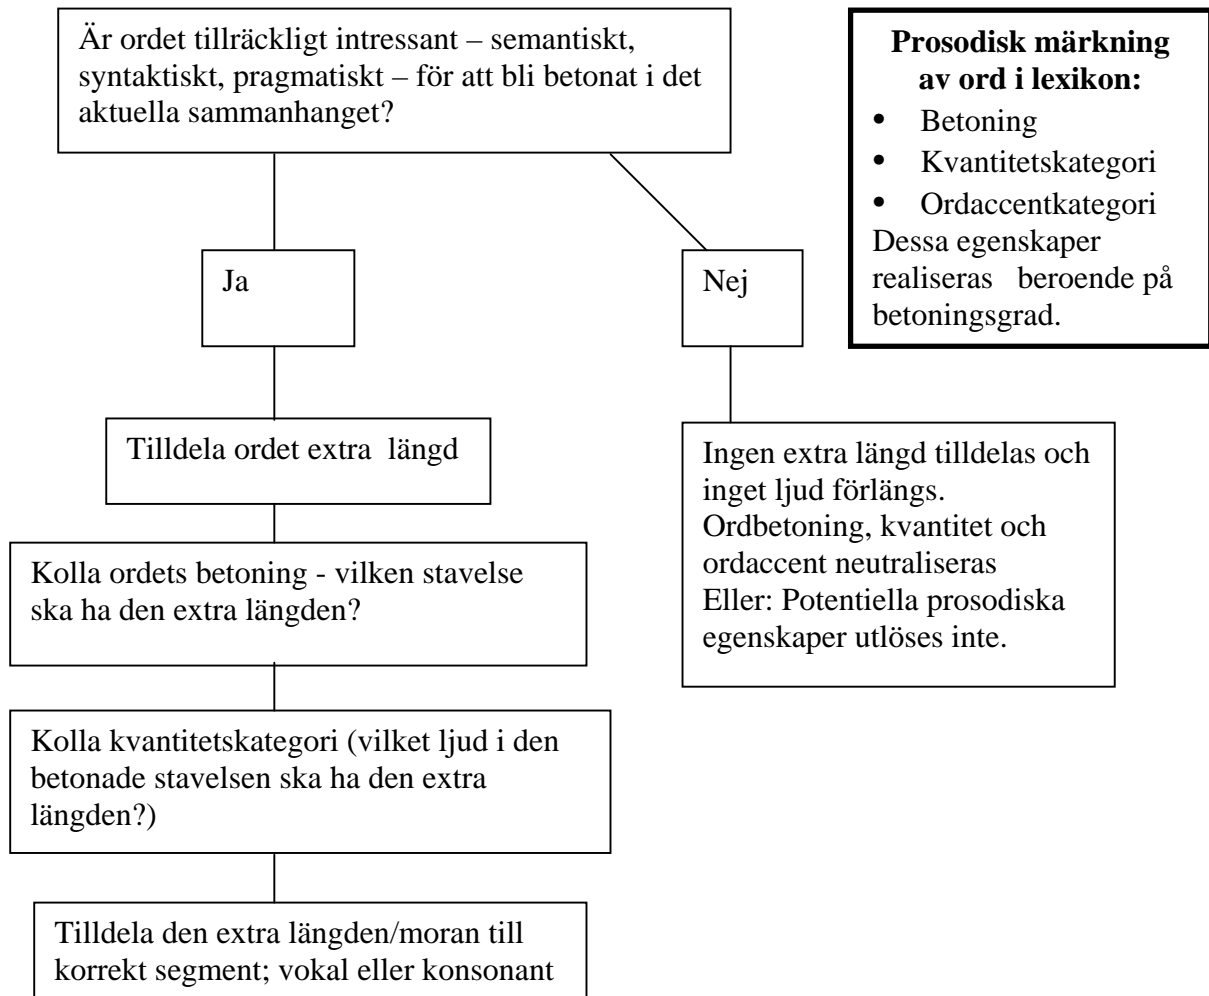 Är ordet tillräckligt intressant – semantiskt,
syntaktiskt, pragmatiskt – för att bli betonat i det
aktuella sammanhanget?
Prosodisk märkning
av ord i lexikon:
• Betoning
• Kvantitetskategori
• Ordaccentkategori
Dessa egenskaper
realiseras beroende på
betoningsgrad.
Ja
Nej
Tilldela ordet extra längd
Ingen extra längd tilldelas och
inget ljud förlängs.
Ordbetoning, kvantitet och
ordaccent neutraliseras
Eller: Potentiella prosodiska
egenskaper utlöses inte.
Kolla ordets betoning - vilken stavelse
ska ha den extra längden?
Kolla kvantitetskategori (vilket ljud i den
betonade stavelsen ska ha den extra
längden?)
Tilldela den extra längden/moran till
korrekt segment; vokal eller konsonant